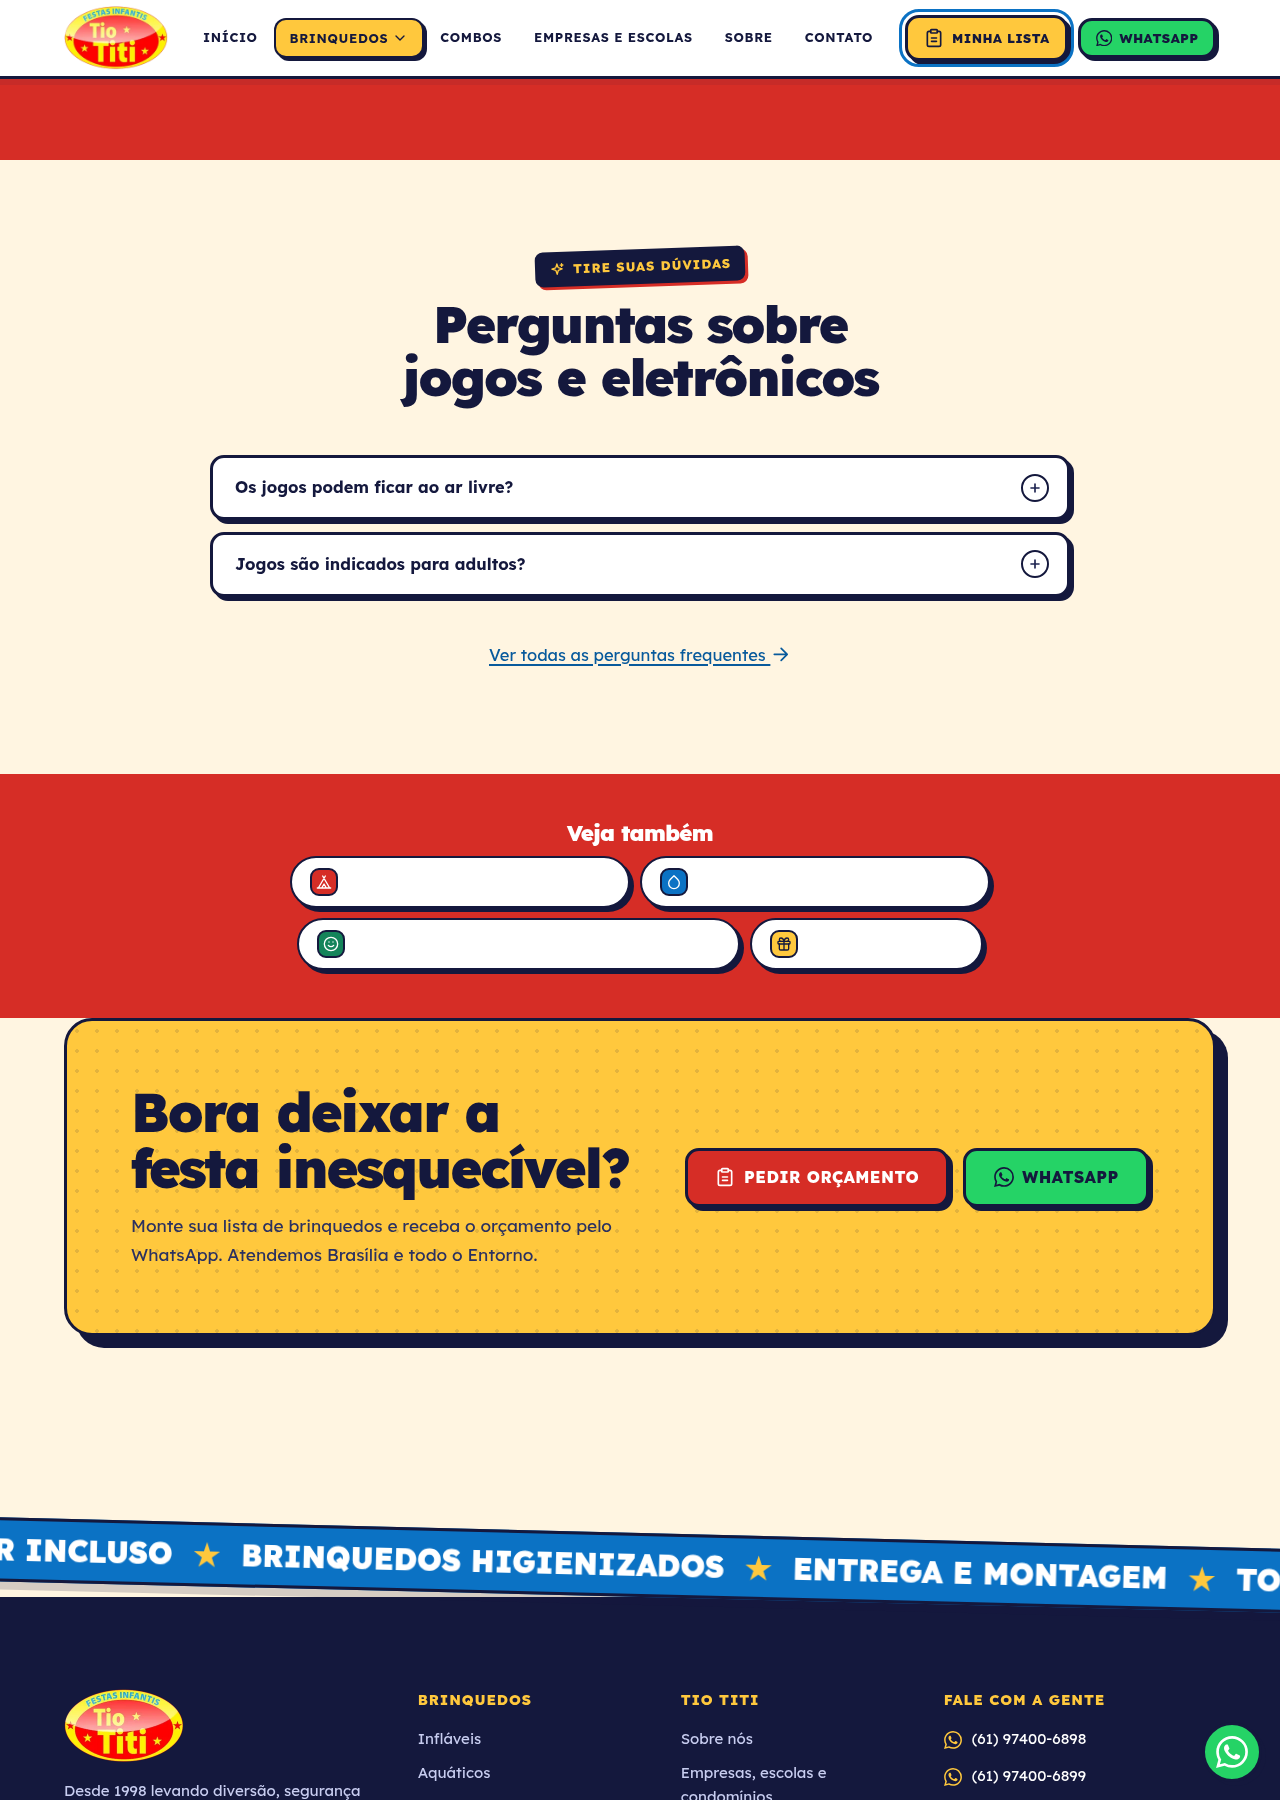 FESTAS INFANTIS
Tio
Titi
INÍCIO
BRINQUEDOS
COMBOS
EMPRESAS E ESCOLAS
SOBRE
CONTATO
MINHA LISTA
WHATSAPP
TIRE SUAS DÚVIDAS
Perguntas sobre
jogos e eletrônicos
Os jogos podem ficar ao ar livre?
Jogos são indicados para adultos?
Ver todas as perguntas frequentes
Veja também
Bora deixar a
festa inesquecível?
Monte sua lista de brinquedos e receba o orçamento pelo
WhatsApp. Atendemos Brasília e todo o Entorno.
PEDIR ORÇAMENTO
WHATSAPP
R INCLUSO ★ BRINQUEDOS HIGIENIZADOS ★ ENTREGA E MONTAGEM ★ TO
FESTAS INFANTIS
Tio
Titi
Desde 1998 levando diversão, segurança
BRINQUEDOS
Infláveis
Aquáticos
TIO TITI
Sobre nós
Empresas, escolas e
condomínios
FALE COM A GENTE
(61) 97400-6898
(61) 97400-6899